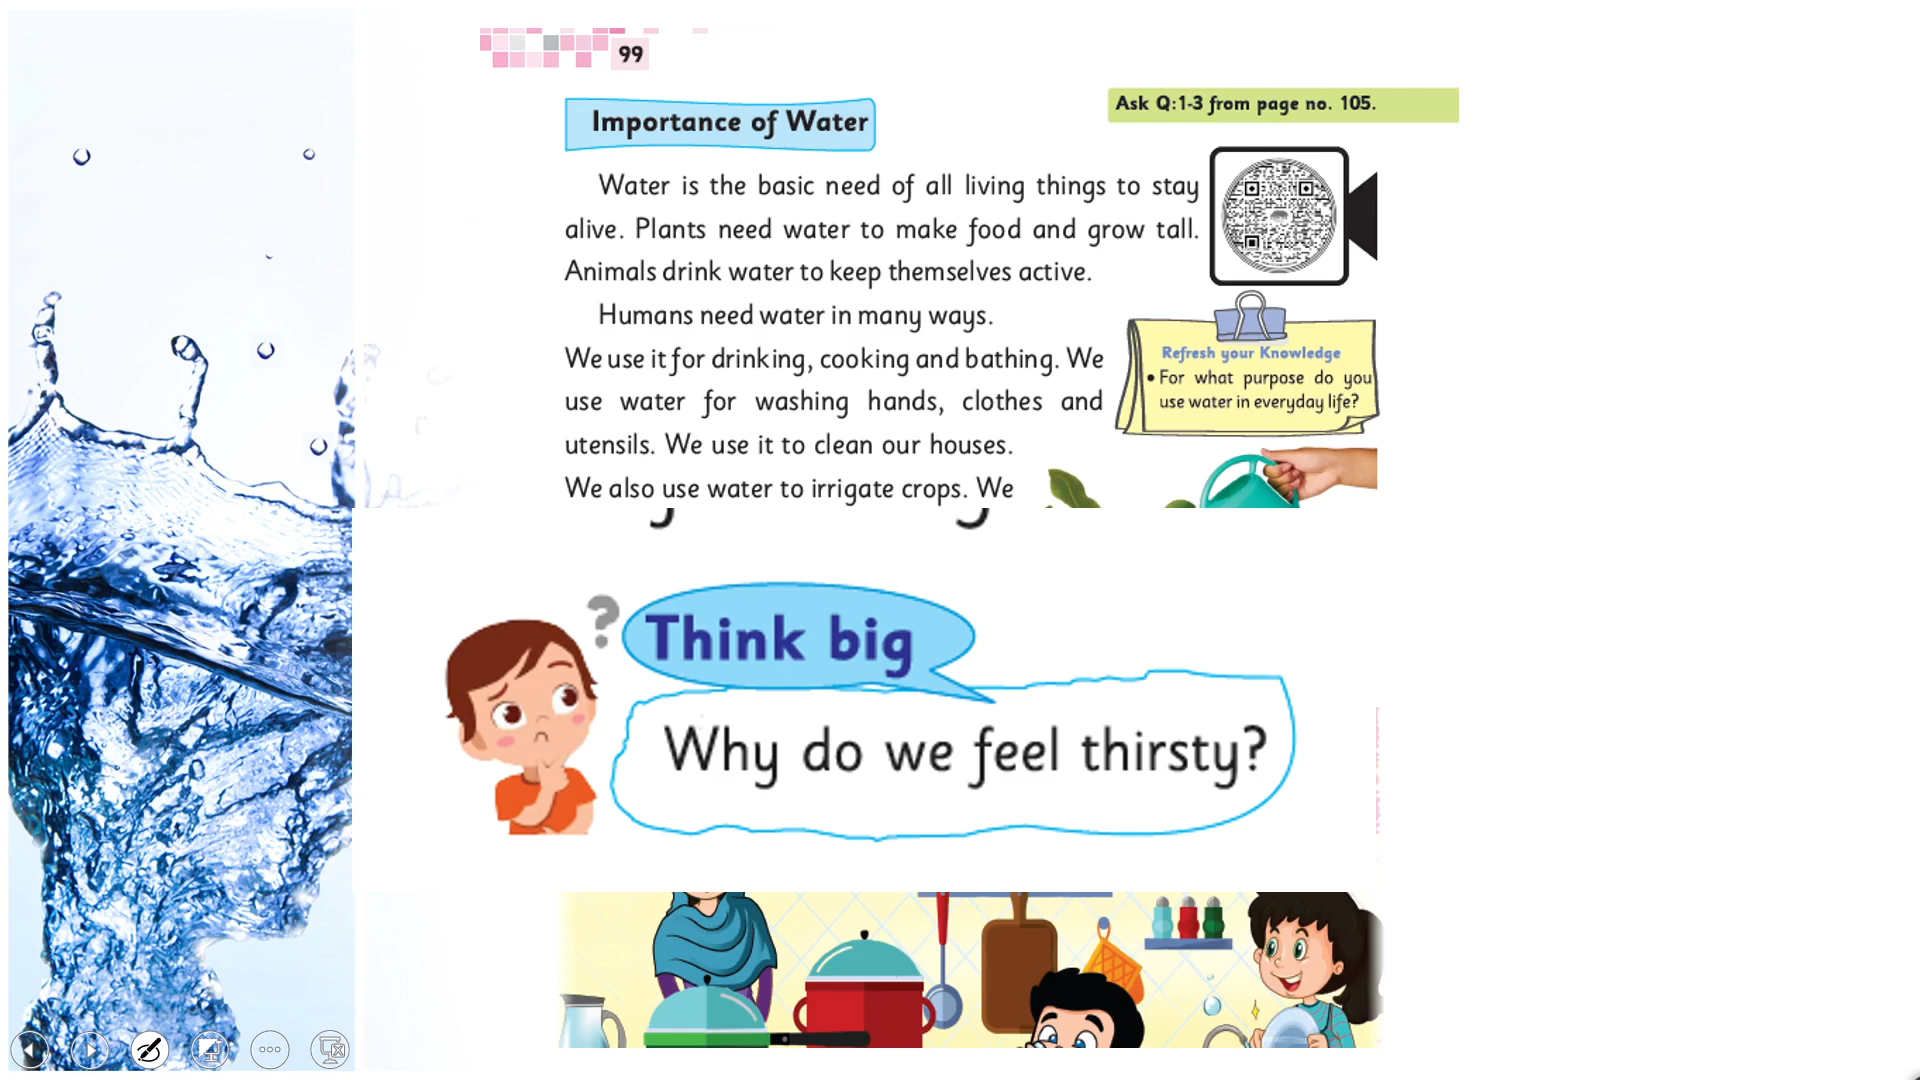 99
Importance of Water
Ask Q:1-3 from page no. 105.
Water is the basic need of all living things to stay
alive. Plants need water to make food and grow tall.
Animals drink water to keep themselves active.
Humans need water in many ways.
We use it for drinking, cooking and bathing. We
use water for washing hands, clothes and
utensils. We use it to clean our houses.
We also use water to irrigate crops. We
Refresh your Knowledge
• For what purpose do you
use water in everyday life?
?
Think big
Why do we feel thirsty?